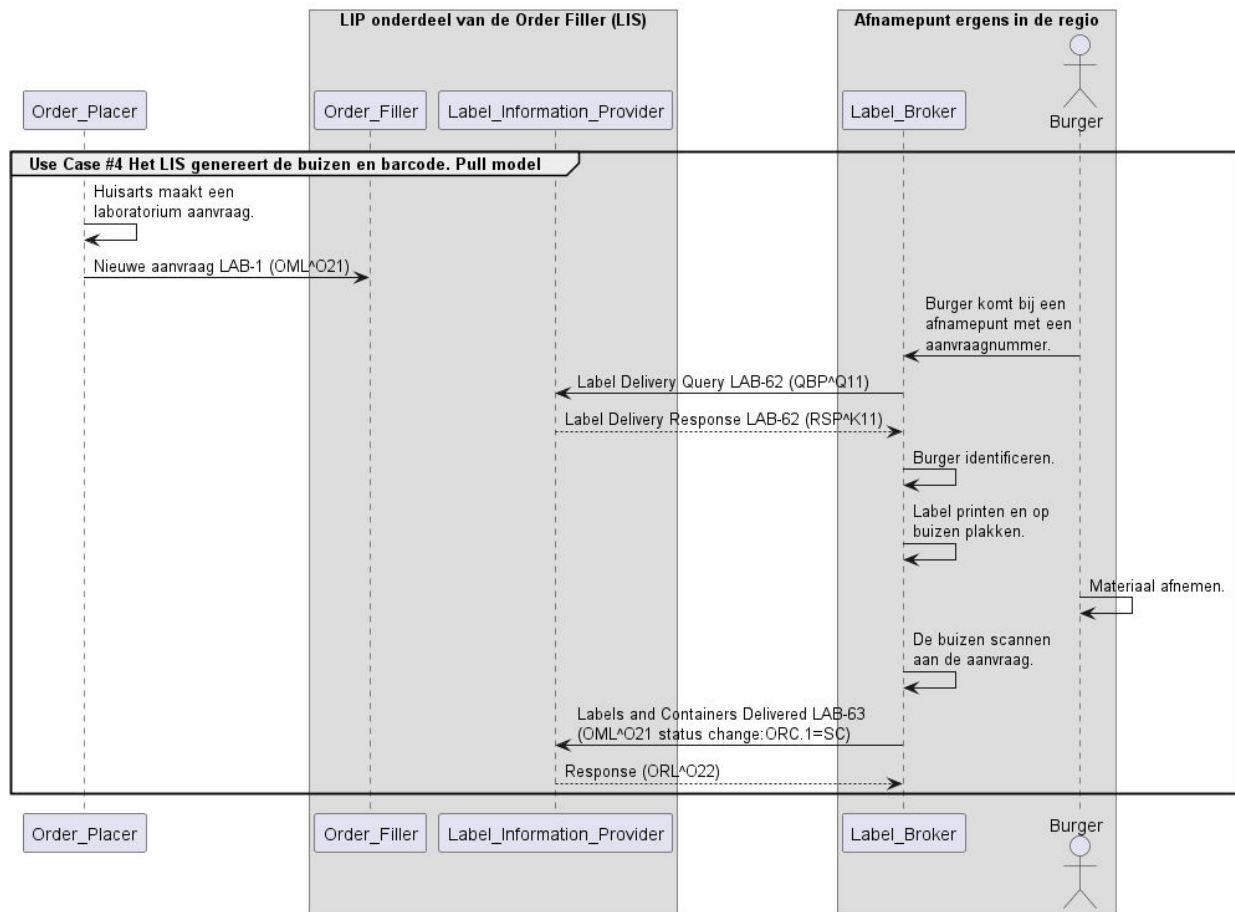 LIP onderdeel van de Order Filler (LIS)
Afnamepunt ergens in de regio
Order_Placer
Order_Filler
Label_Information_Provider
Label_Broker
Burger
Use Case #4 Het LIS genereert de buizen en barcode. Pull model
Huisarts maakt een
laboratorium aanvraag.
Nieuwe aanvraag LAB-1 (OML^O21)
Burger komt bij een
afnamepunt met een
aanvraagnummer.
Label Delivery Query LAB-62 (QBP^Q11)
Label Delivery Response LAB-62 (RSP^K11)
Burger identificeren.
Label printen en op
buizen plakken.
Materiaal afnemen.
De buizen scannen
aan de aanvraag.
Labels and Containers Delivered LAB-63
(OML^O21 status change:ORC.1=SC)
Response (ORL^O22)
Order_Placer
Order_Filler
Label_Information_Provider
Label_Broker
Burger